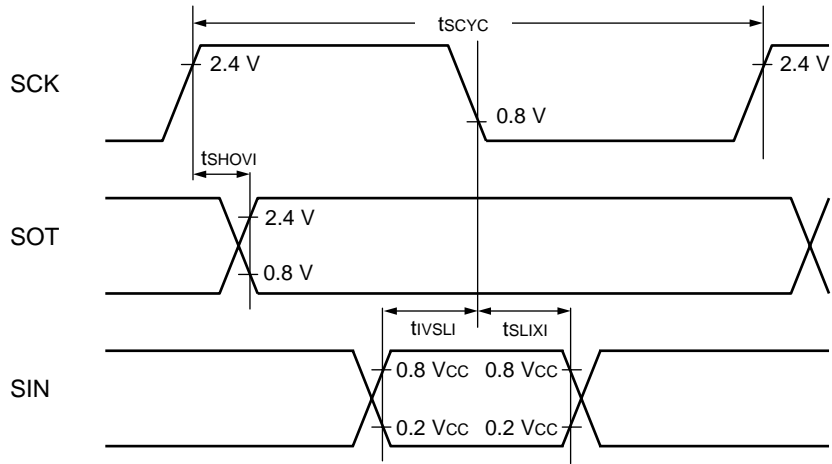 tSCYC
SCK
2.4 V
2.4 V
0.8 V
tSHOVI
SOT
2.4 V
0.8 V
tIVSLI
tSLIXI
SIN
0.8 VCC
0.8 VCC
0.2 VCC
0.2 VCC